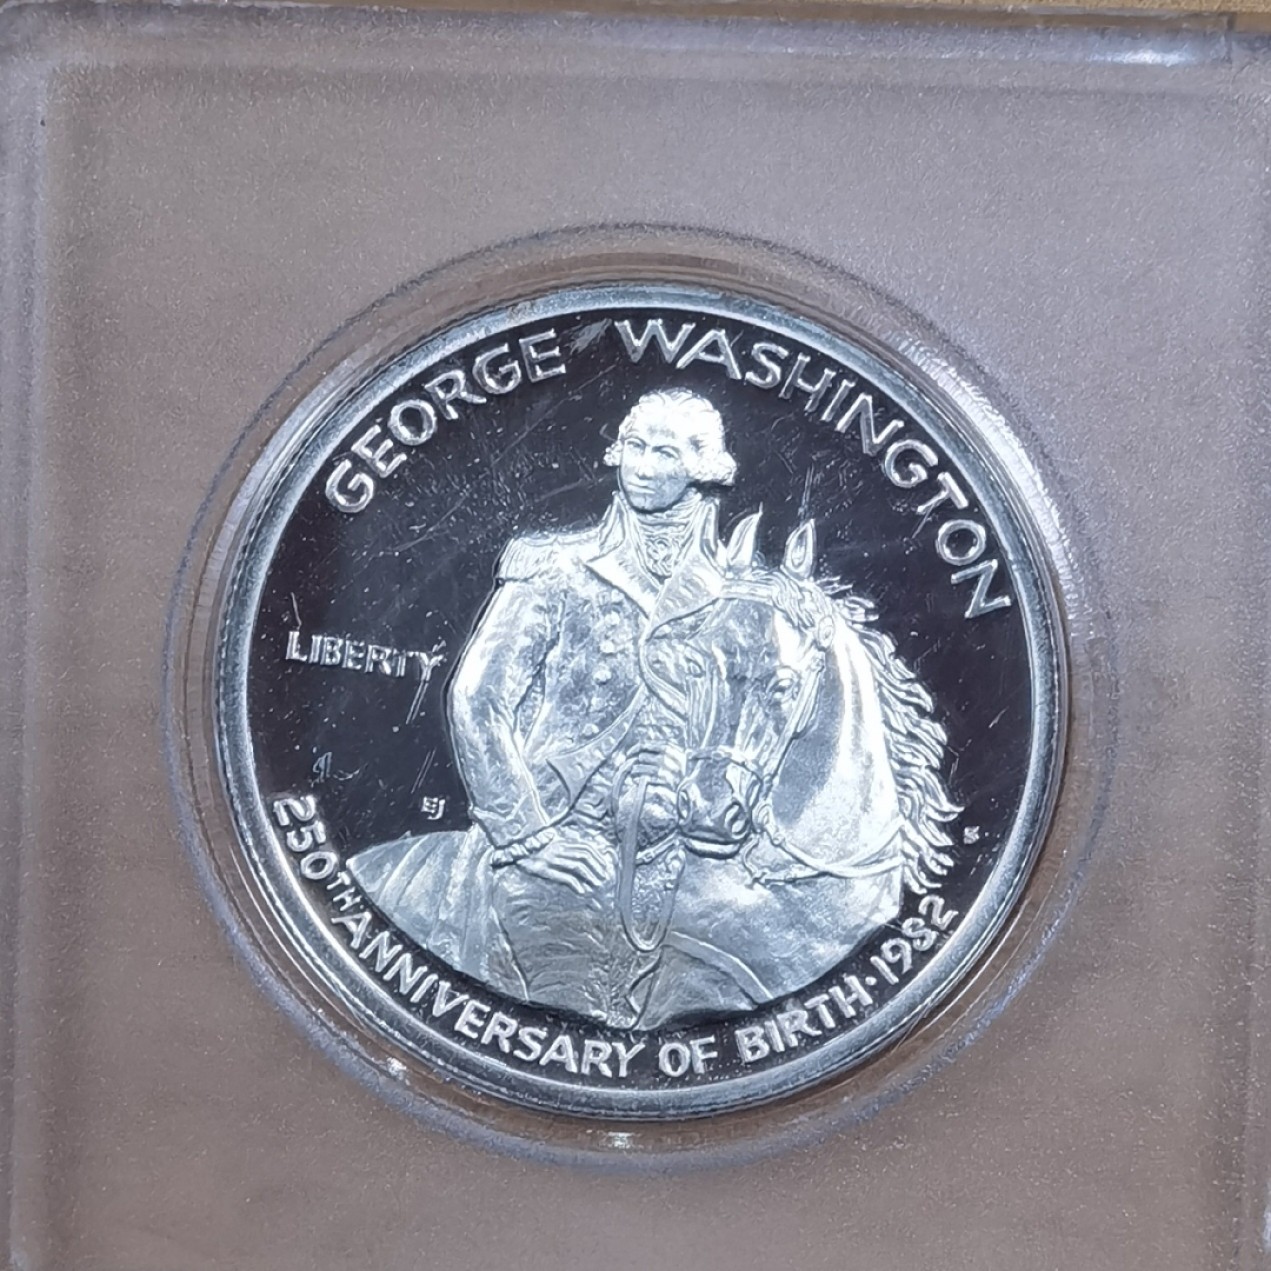 GEORGE WASHINGTON
LIBERTY
EJ
250TH ANNIVERSARY OF BIRTH · 1982